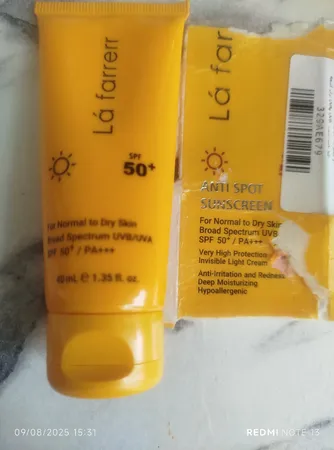 Lá farrerr
SPF
50+
For Normal to Dry Skin
Broad Spectrum UVB/UVA
SPF 50+ / PA+++
40 mL ℮ 1.35 fl. oz.
Lá far
ANTI SPOT
SUNSCREEN
For Normal to Dry Skin
Broad Spectrum UVB
SPF 50+ / PA+++
Very High Protection
Invisible Light Cream
Anti-Irritation and Redness
Deep Moisturizing
Hypoallergenic
329AE679
09/08/2025 15:31
REDMI NOTE 13